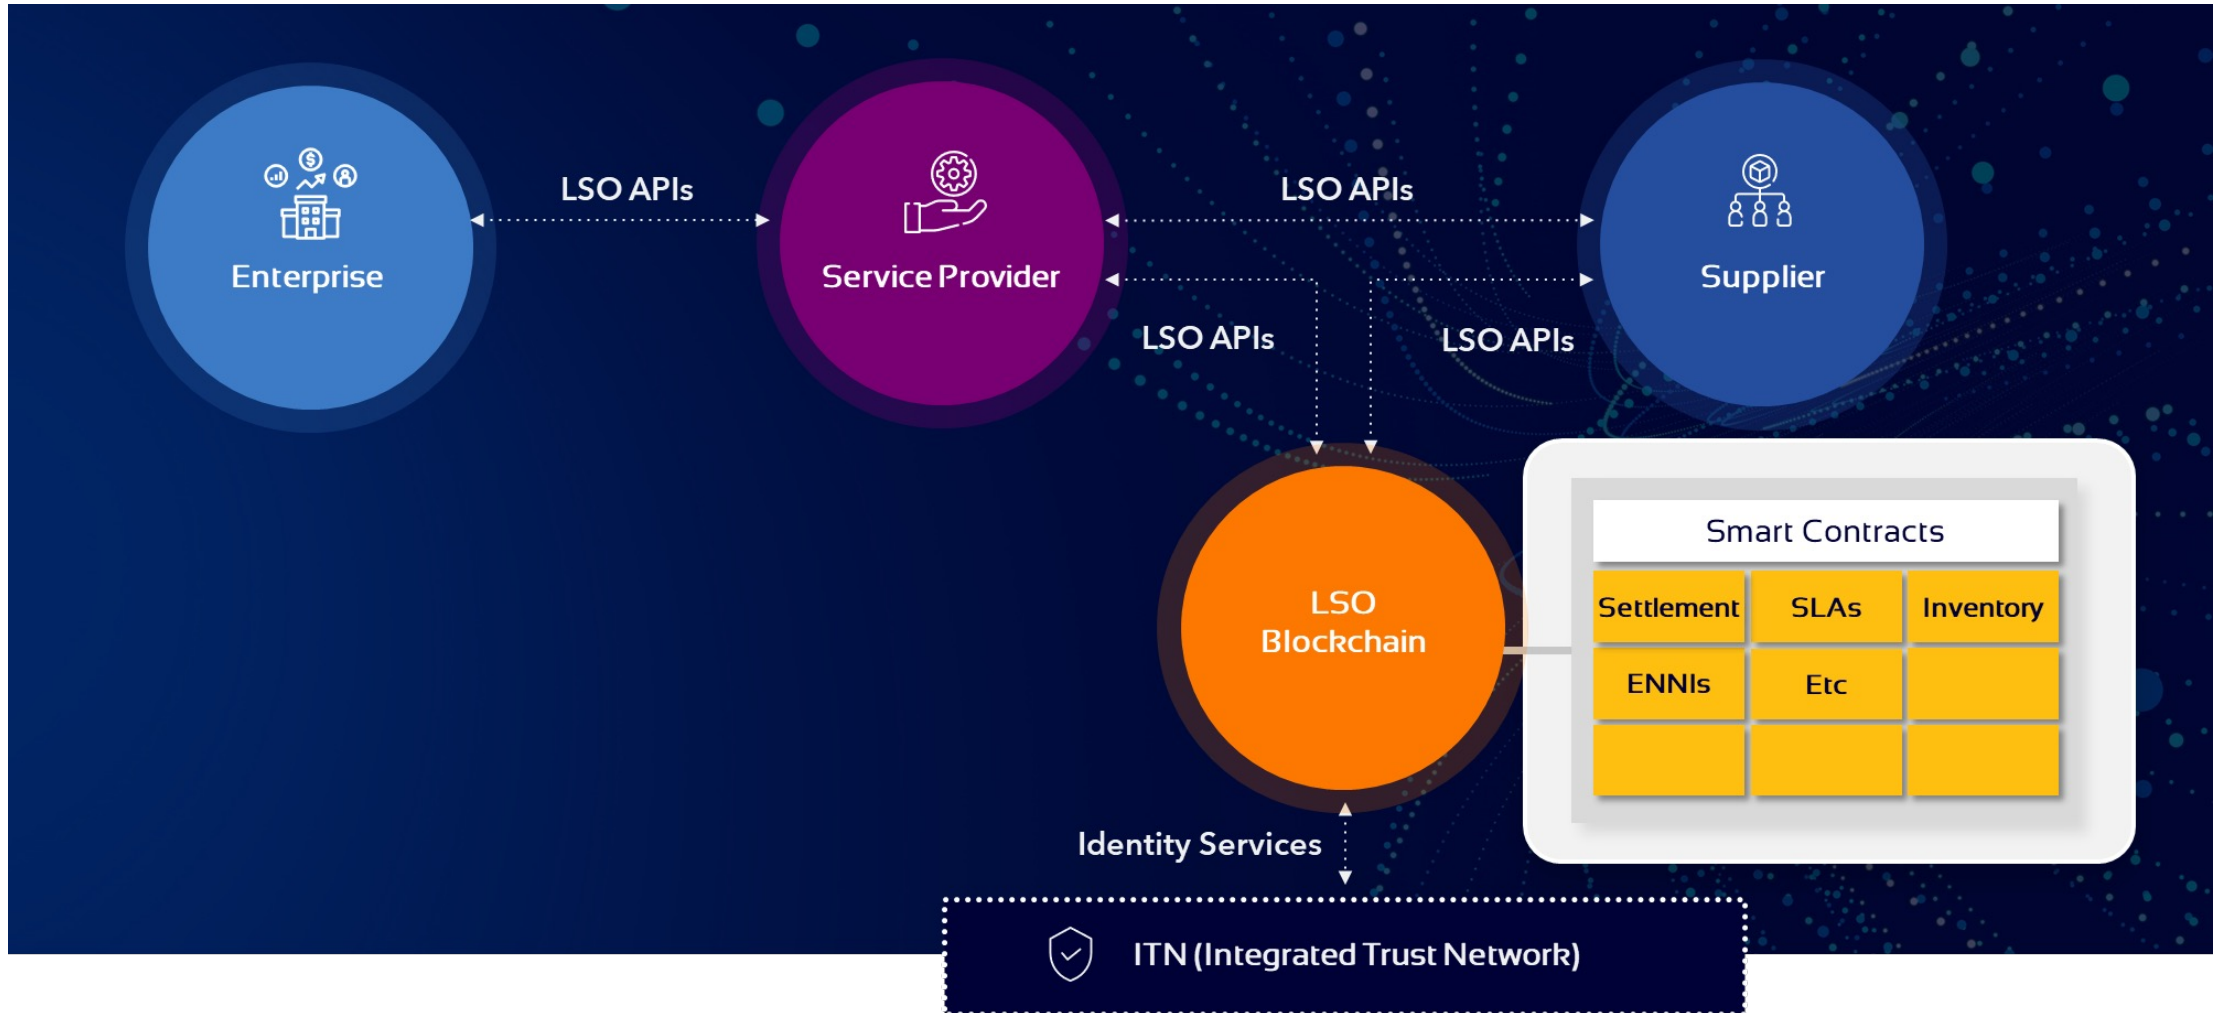 LSO APIs
LSO APIs
Enterprise
Service Provider
Supplier
LSO APIs
LSO APIs
Smart Contracts
Settlement
SLAs
Inventory
LSO
Blockchain
ENNIs
Etc
Identity Services
ITN (Integrated Trust Network)